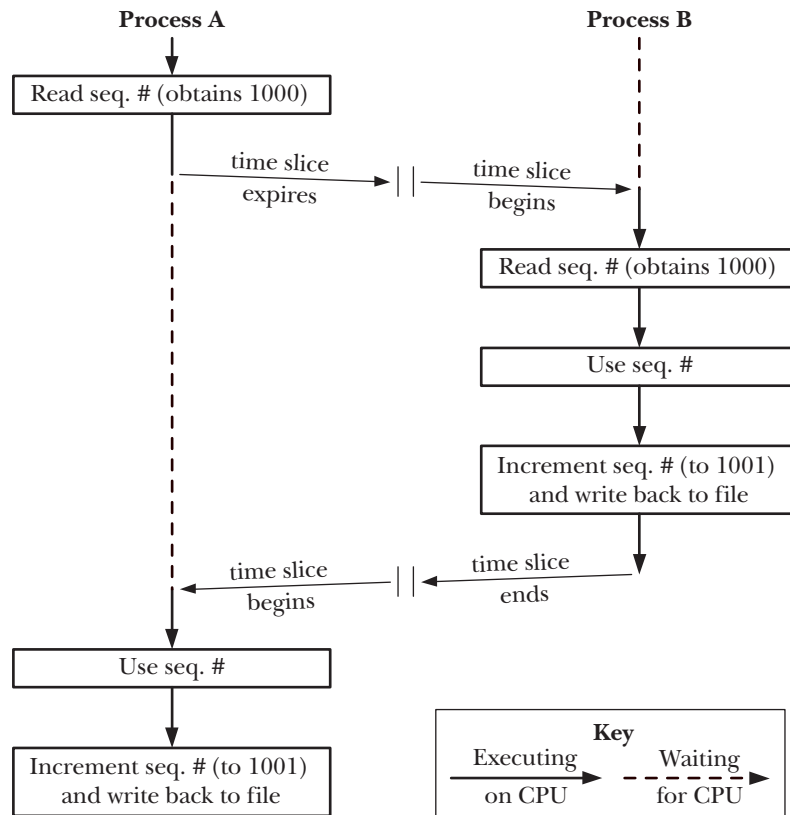 Process A
Process B
Read seq. # (obtains 1000)
time slice
expires
time slice
begins
Read seq. # (obtains 1000)
Use seq. #
Increment seq. # (to 1001)
and write back to file
time slice
begins
time slice
ends
Use seq. #
Increment seq. # (to 1001)
and write back to file
Key
Executing
on CPU
Waiting
for CPU